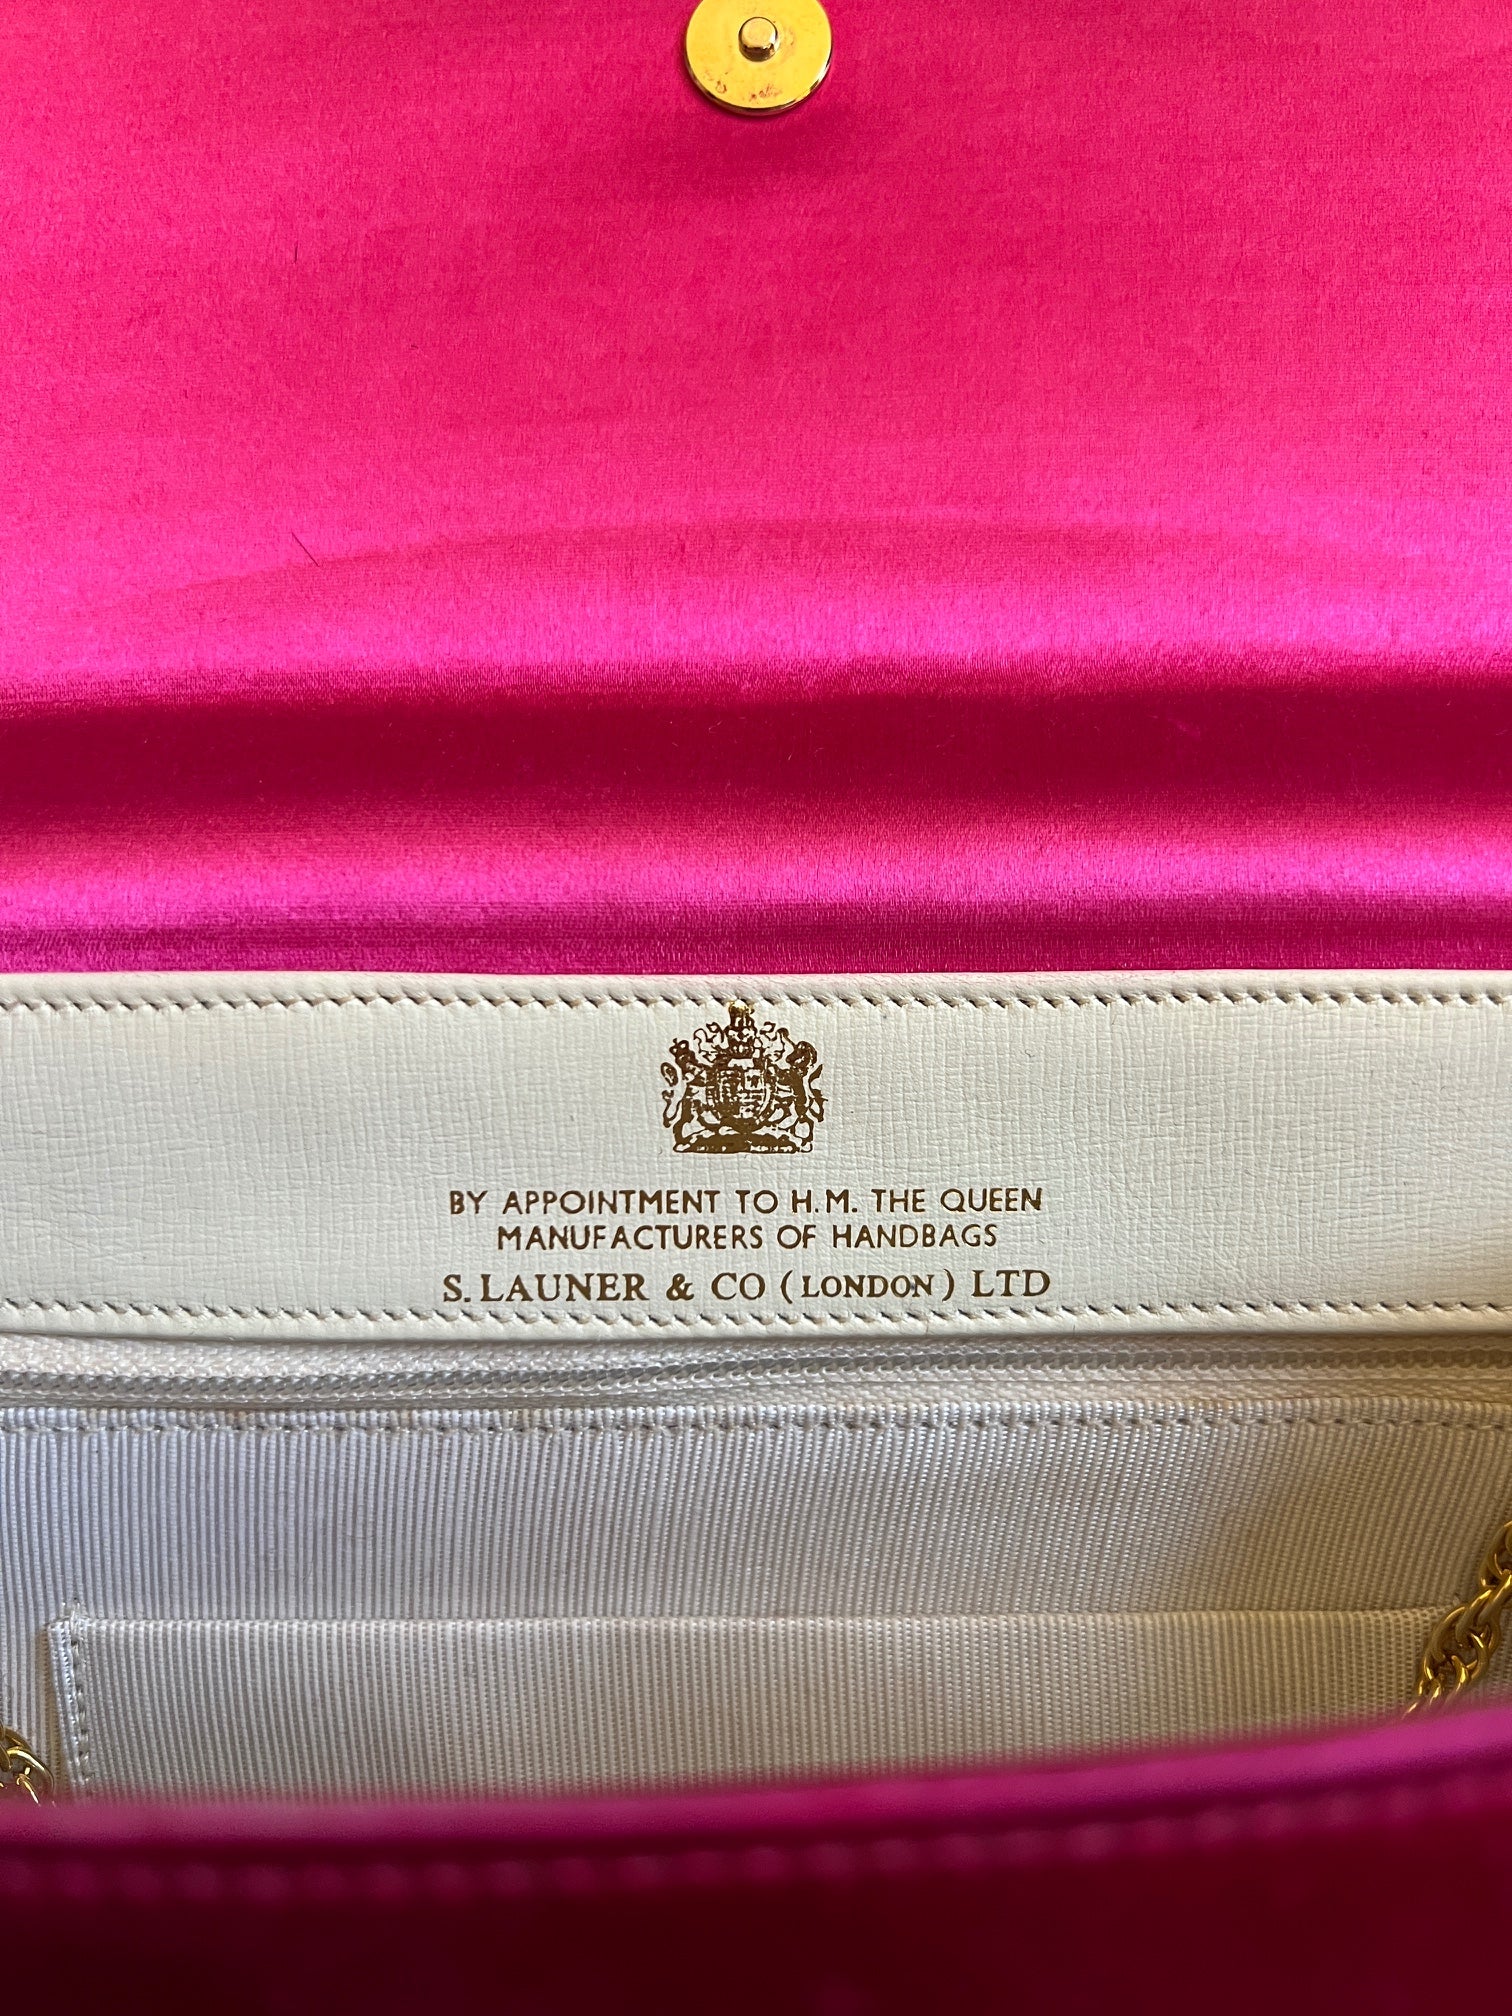 BY APPOINTMENT TO H.M. THE QUEEN
MANUFACTURERS OF HANDBAGS
S. LAUNER & CO (LONDON) LTD